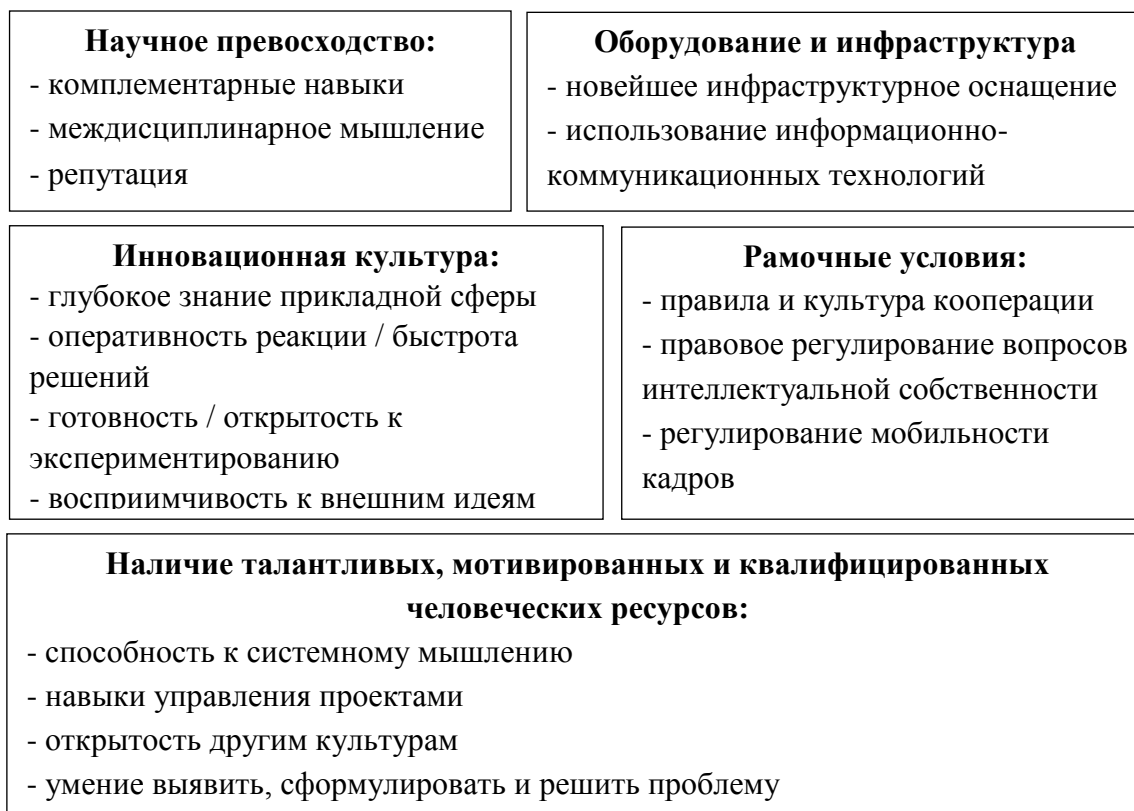 Научное превосходство:
- комплементарные навыки
- междисциплинарное мышление
- репутация
Оборудование и инфраструктура
- новейшее инфраструктурное оснащение
- использование информационно-
коммуникационных технологий
Инновационная культура:
- глубокое знание прикладной сферы
- оперативность реакции / быстрота
решений
- готовность / открытость к
экспериментированию
- восприимчивость к внешним идеям
Рамочные условия:
- правила и культура кооперации
- правовое регулирование вопросов
интеллектуальной собственности
- регулирование мобильности
кадров
Наличие талантливых, мотивированных и квалифицированных
человеческих ресурсов:
- способность к системному мышлению
- навыки управления проектами
- открытость другим культурам
- умение выявить, сформулировать и решить проблему